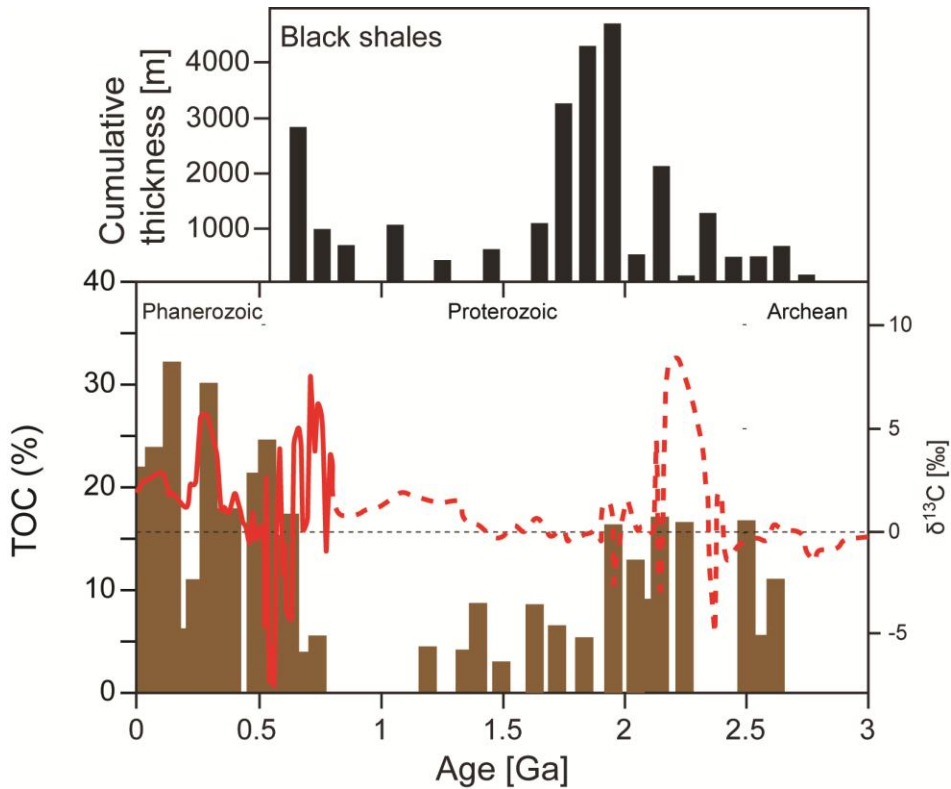 Black shales
Cumulative
thickness [m]
4000
3000
2000
1000
40
30
20
10
0
TOC (%)
Phanerozoic
Proterozoic
Archean
10
5
0
-5
δ13C [‰]
0
0.5
1
1.5
2
2.5
3
Age [Ga]